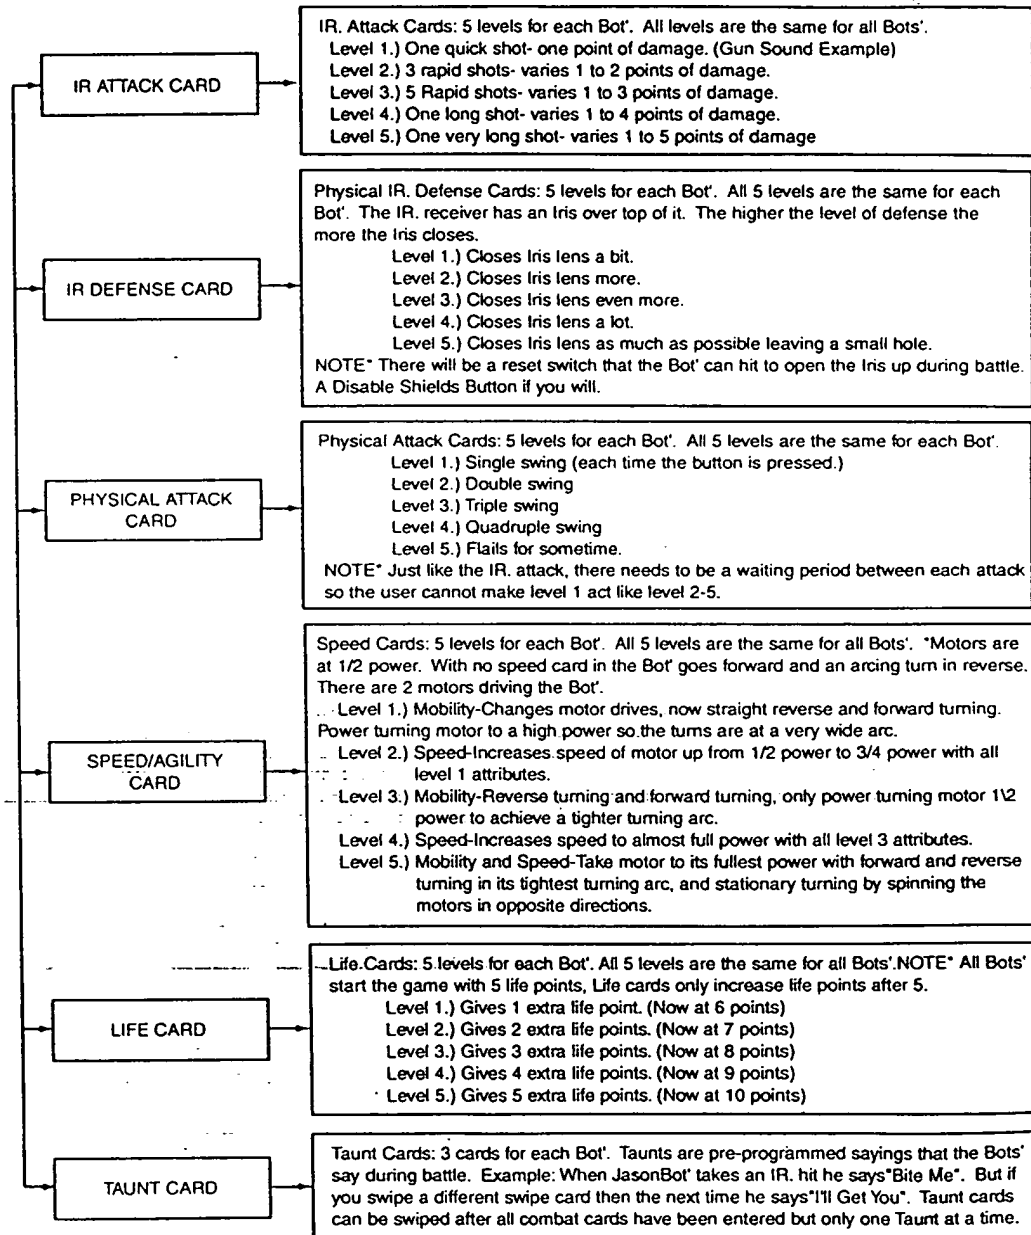 IR ATTACK CARD
IR. Attack Cards: 5 levels for each Bot'. All levels are the same for all Bots'.
Level 1.) One quick shot- one point of damage. (Gun Sound Example)
Level 2.) 3 rapid shots- varies 1 to 2 points of damage.
Level 3.) 5 Rapid shots- varies 1 to 3 points of damage.
Level 4.) One long shot- varies 1 to 4 points of damage.
Level 5.) One very long shot- varies 1 to 5 points of damage
IR DEFENSE CARD
Physical IR. Defense Cards: 5 levels for each Bot'. All 5 levels are the same for each
Bot'. The IR. receiver has an Iris over top of it. The higher the level of defense the
more the Iris closes.
Level 1.) Closes Iris lens a bit.
Level 2.) Closes Iris lens more.
Level 3.) Closes Iris lens even more.
Level 4.) Closes Iris lens a lot.
Level 5.) Closes Iris lens as much as possible leaving a small hole.
NOTE* There will be a reset switch that the Bot' can hit to open the Iris up during battle.
A Disable Shields Button if you will.
PHYSICAL ATTACK
CARD
Physical Attack Cards: 5 levels for each Bot'. All 5 levels are the same for each Bot'.
Level 1.) Single swing (each time the button is pressed.)
Level 2.) Double swing
Level 3.) Triple swing
Level 4.) Quadruple swing
Level 5.) Flails for sometime.
NOTE* Just like the IR. attack, there needs to be a waiting period between each attack
so the user cannot make level 1 act like level 2-5.
SPEED/AGILITY
CARD
Speed Cards: 5 levels for each Bot'. All 5 levels are the same for all Bots'. *Motors are
at 1/2 power. With no speed card in the Bot' goes forward and an arcing turn in reverse.
There are 2 motors driving the Bot'.
Level 1.) Mobility-Changes motor drives, now straight reverse and forward turning.
Power turning motor to a high power so the turns are at a very wide arc.
Level 2.) Speed-Increases speed of motor up from 1/2 power to 3/4 power with all
level 1 attributes.
Level 3.) Mobility-Reverse turning and forward turning, only power turning motor 1\2
power to achieve a tighter turning arc.
Level 4.) Speed-Increases speed to almost full power with all level 3 attributes.
Level 5.) Mobility and Speed-Take motor to its fullest power with forward and reverse
turning in its tightest turning arc, and stationary turning by spinning the
motors in opposite directions.
LIFE CARD
Life Cards: 5 levels for each Bot'. All 5 levels are the same for all Bots'.NOTE* All Bots'
start the game with 5 life points, Life cards only increase life points after 5.
Level 1.) Gives 1 extra life point. (Now at 6 points)
Level 2.) Gives 2 extra life points. (Now at 7 points)
Level 3.) Gives 3 extra life points. (Now at 8 points)
Level 4.) Gives 4 extra life points. (Now at 9 points)
Level 5.) Gives 5 extra life points. (Now at 10 points)
TAUNT CARD
Taunt Cards: 3 cards for each Bot'. Taunts are pre-programmed sayings that the Bots'
say during battle. Example: When JasonBot' takes an IR. hit he says"Bite Me". But if
you swipe a different swipe card then the next time he says"I'll Get You". Taunt cards
can be swiped after all combat cards have been entered but only one Taunt at a time.